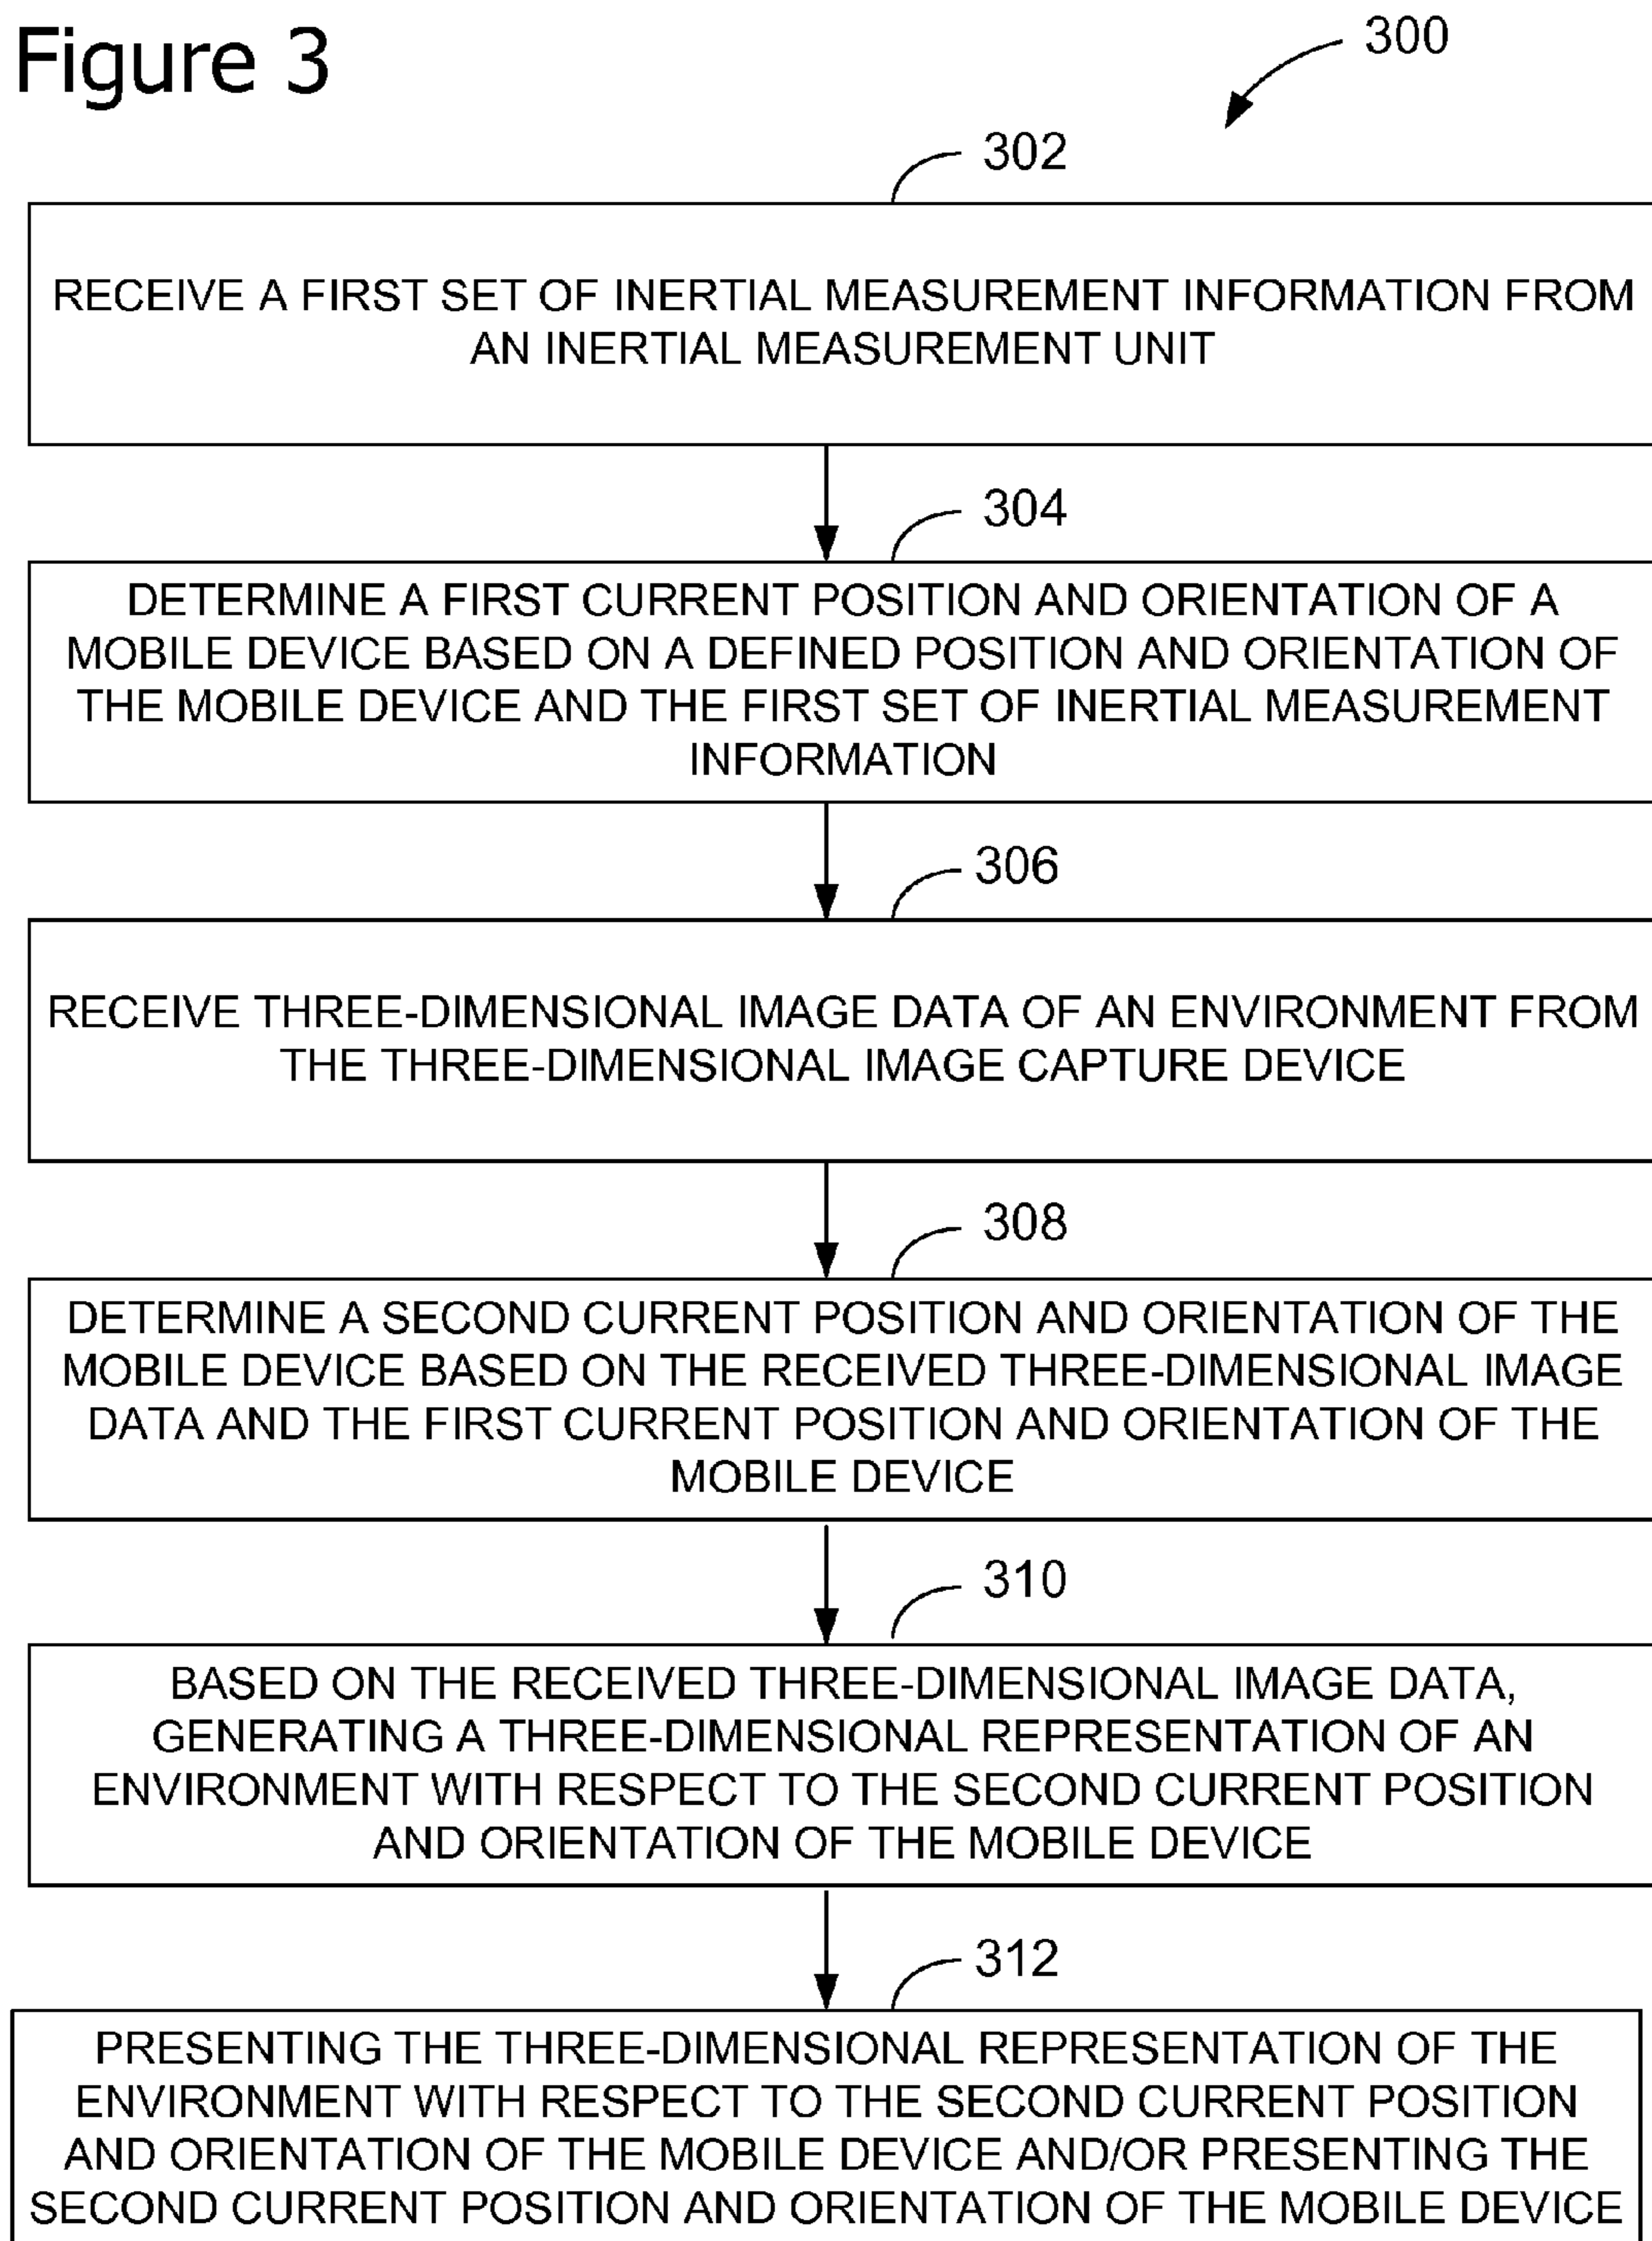 Figure 3
300
302
RECEIVE A FIRST SET OF INERTIAL MEASUREMENT INFORMATION FROM
AN INERTIAL MEASUREMENT UNIT
304
DETERMINE A FIRST CURRENT POSITION AND ORIENTATION OF A
MOBILE DEVICE BASED ON A DEFINED POSITION AND ORIENTATION OF
THE MOBILE DEVICE AND THE FIRST SET OF INERTIAL MEASUREMENT
INFORMATION
306
RECEIVE THREE-DIMENSIONAL IMAGE DATA OF AN ENVIRONMENT FROM
THE THREE-DIMENSIONAL IMAGE CAPTURE DEVICE
308
DETERMINE A SECOND CURRENT POSITION AND ORIENTATION OF THE
MOBILE DEVICE BASED ON THE RECEIVED THREE-DIMENSIONAL IMAGE
DATA AND THE FIRST CURRENT POSITION AND ORIENTATION OF THE
MOBILE DEVICE
310
BASED ON THE RECEIVED THREE-DIMENSIONAL IMAGE DATA,
GENERATING A THREE-DIMENSIONAL REPRESENTATION OF AN
ENVIRONMENT WITH RESPECT TO THE SECOND CURRENT POSITION
AND ORIENTATION OF THE MOBILE DEVICE
312
PRESENTING THE THREE-DIMENSIONAL REPRESENTATION OF THE
ENVIRONMENT WITH RESPECT TO THE SECOND CURRENT POSITION
AND ORIENTATION OF THE MOBILE DEVICE AND/OR PRESENTING THE
SECOND CURRENT POSITION AND ORIENTATION OF THE MOBILE DEVICE